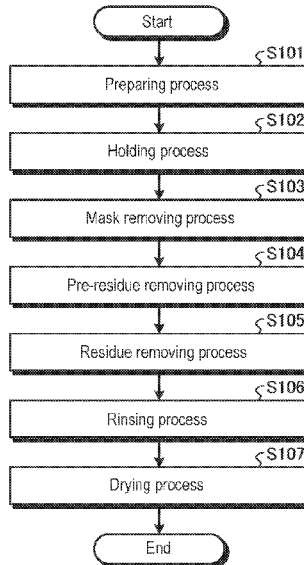 Start
S101
Preparing process
S102
Holding process
S103
Mask removing process
S104
Pre-residue removing process
S105
Residue removing process
S106
Rinsing process
S107
Drying process
End